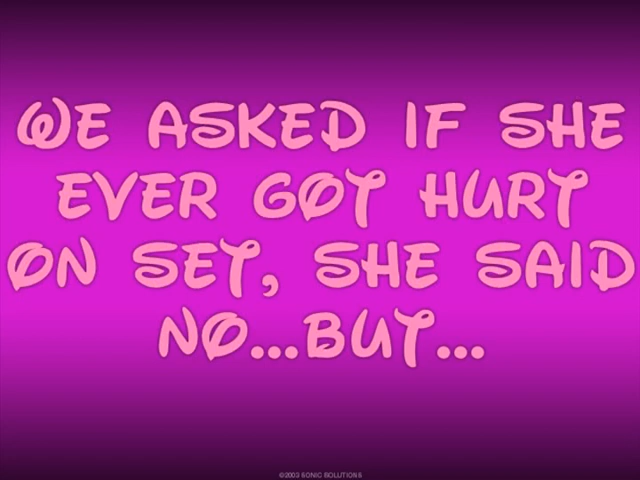 WE ASKED IF SHE
EVER GOT HURT
ON SET, SHE SAID
NO...BUT...
©2003 SONIC SOLUTIONS